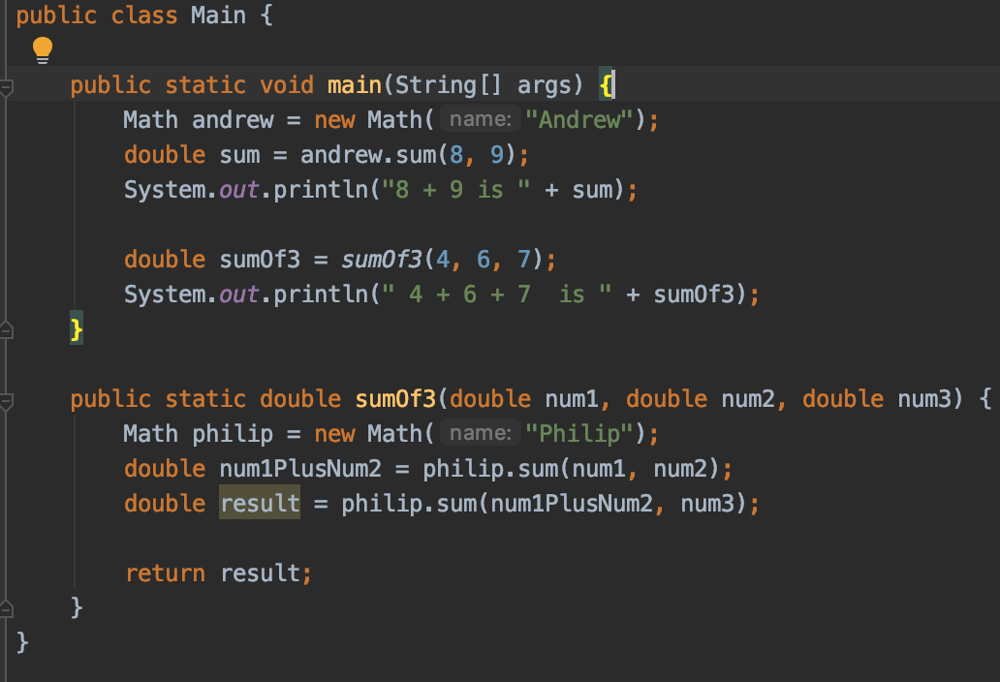 public class Main {
public static void main(String[] args) {
Math andrew = new Math( name: "Andrew");
double sum = andrew.sum(8, 9);
System.out.println("8 + 9 is " + sum);
double sumOf3 = sumOf3(4, 6, 7);
System.out.println(" 4 + 6 + 7  is " + sumOf3);
}
public static double sumOf3(double num1, double num2, double num3) {
Math philip = new Math( name: "Philip");
double num1PlusNum2 = philip.sum(num1, num2);
double result = philip.sum(num1PlusNum2, num3);
return result;
}
}